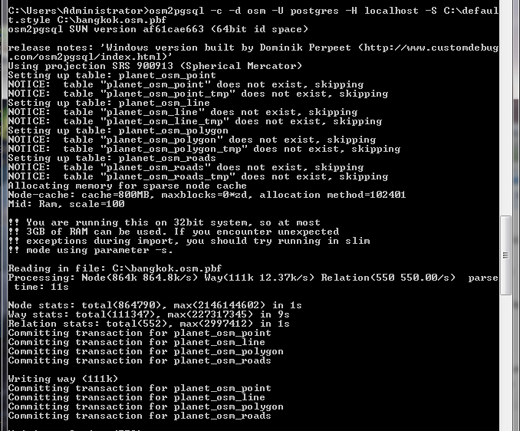 C:\Users\Administrator>osm2pgsql -c -d osm -U postgres -H localhost -S C:\defaul
t.style C:\bangkok.osm.pbf
osm2pgsql SVN version af61cae663 (64bit id space)
release notes: 'Windows version built by Dominik Perpeet (http://www.customdebug
.com/osm2pgsql/index.html)'
Using projection SRS 900913 (Spherical Mercator)
Setting up table: planet_osm_point
NOTICE:  table "planet_osm_point" does not exist, skipping
NOTICE:  table "planet_osm_point_tmp" does not exist, skipping
Setting up table: planet_osm_line
NOTICE:  table "planet_osm_line" does not exist, skipping
NOTICE:  table "planet_osm_line_tmp" does not exist, skipping
Setting up table: planet_osm_polygon
NOTICE:  table "planet_osm_polygon" does not exist, skipping
NOTICE:  table "planet_osm_polygon_tmp" does not exist, skipping
Setting up table: planet_osm_roads
NOTICE:  table "planet_osm_roads" does not exist, skipping
NOTICE:  table "planet_osm_roads_tmp" does not exist, skipping
Allocating memory for sparse node cache
Node-cache: cache=800MB, maxblocks=0*zd, allocation method=102401
Mid: Ram, scale=100
!! You are running this on 32bit system, so at most
!! 3GB of RAM can be used. If you encounter unexpected
!! exceptions during import, you should try running in slim
!! mode using parameter -s.
Reading in file: C:\bangkok.osm.pbf
Processing: Node(864k 864.8k/s) Way(111k 12.37k/s) Relation(550 550.00/s)  parse
 time: 11s
Node stats: total(864790), max(2146144602) in 1s
Way stats: total(111347), max(227317345) in 9s
Relation stats: total(552), max(2997412) in 1s
Committing transaction for planet_osm_point
Committing transaction for planet_osm_line
Committing transaction for planet_osm_polygon
Committing transaction for planet_osm_roads
Writing way (111k)
Committing transaction for planet_osm_point
Committing transaction for planet_osm_line
Committing transaction for planet_osm_polygon
Committing transaction for planet_osm_roads